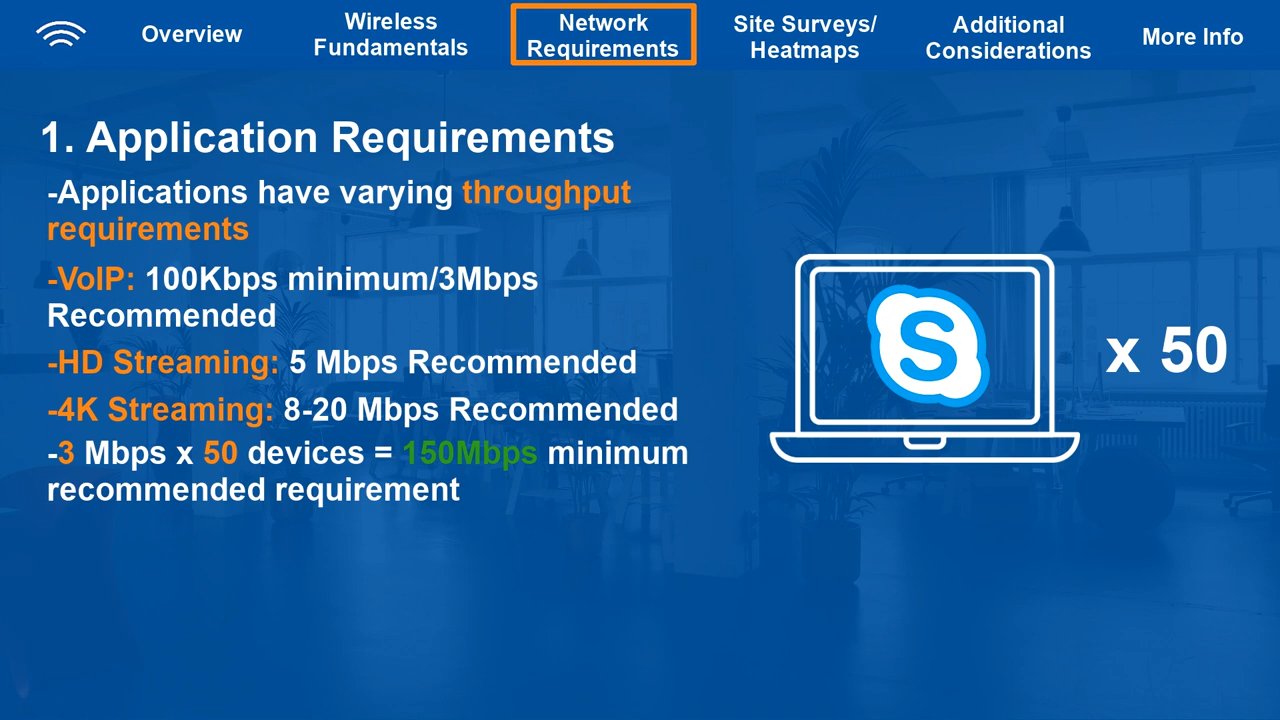 Overview
Wireless
Fundamentals
Network
Requirements
Site Surveys/
Heatmaps
Additional
Considerations
More Info
1. Application Requirements
-Applications have varying throughput
requirements
-VoIP: 100Kbps minimum/3Mbps
Recommended
-HD Streaming: 5 Mbps Recommended
-4K Streaming: 8-20 Mbps Recommended
-3 Mbps x 50 devices = 150Mbps minimum
recommended requirement
S
x 50